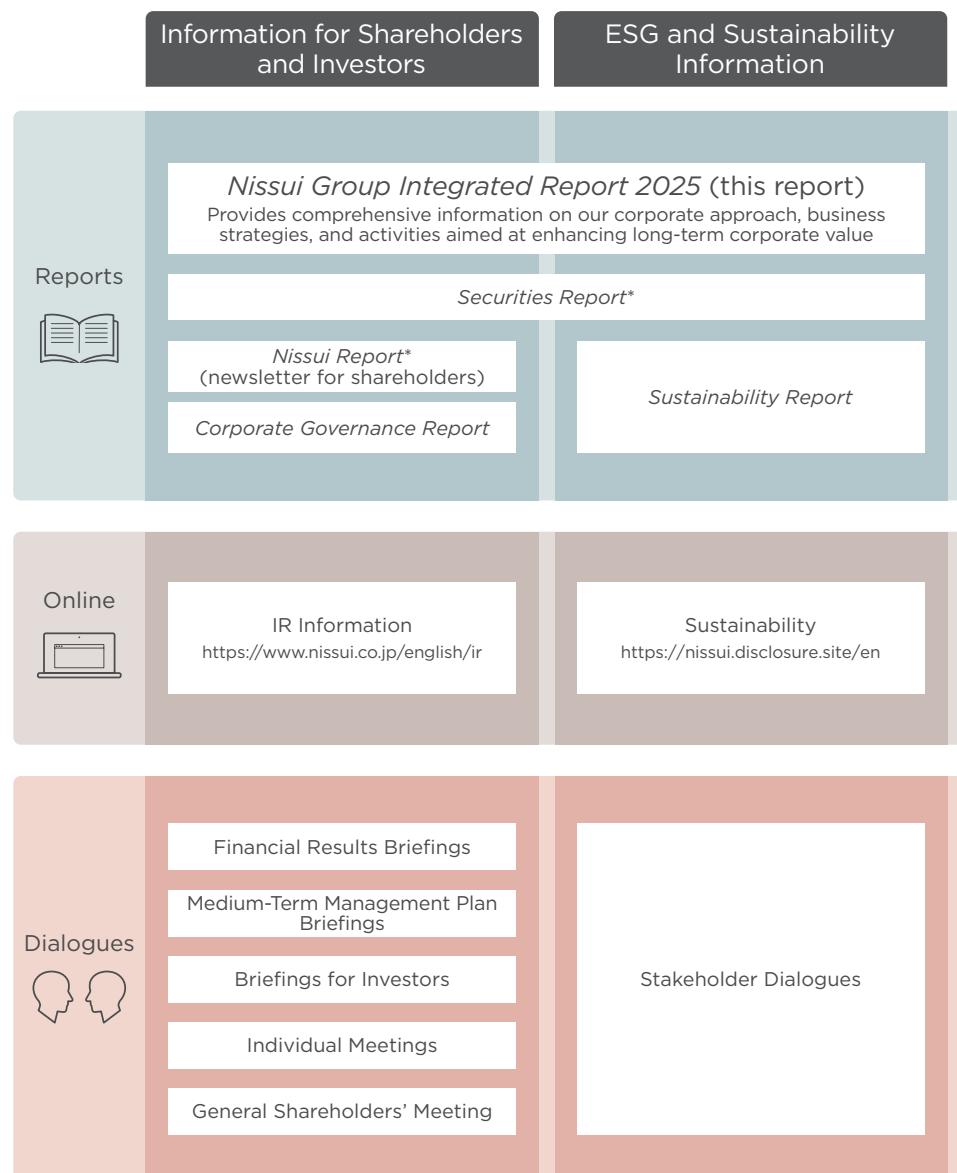 Information for Shareholders
and Investors
ESG and Sustainability
Information
Reports
Nissui Group Integrated Report 2025 (this report)
Provides comprehensive information on our corporate approach, business
strategies, and activities aimed at enhancing long-term corporate value
Securities Report*
Nissui Report*
(newsletter for shareholders)
Corporate Governance Report
Sustainability Report
Online
IR Information
https://www.nissui.co.jp/english/ir
Sustainability
https://nissui.disclosure.site/en
Dialogues
Financial Results Briefings
Medium-Term Management Plan
Briefings
Briefings for Investors
Individual Meetings
General Shareholders’ Meeting
Stakeholder Dialogues